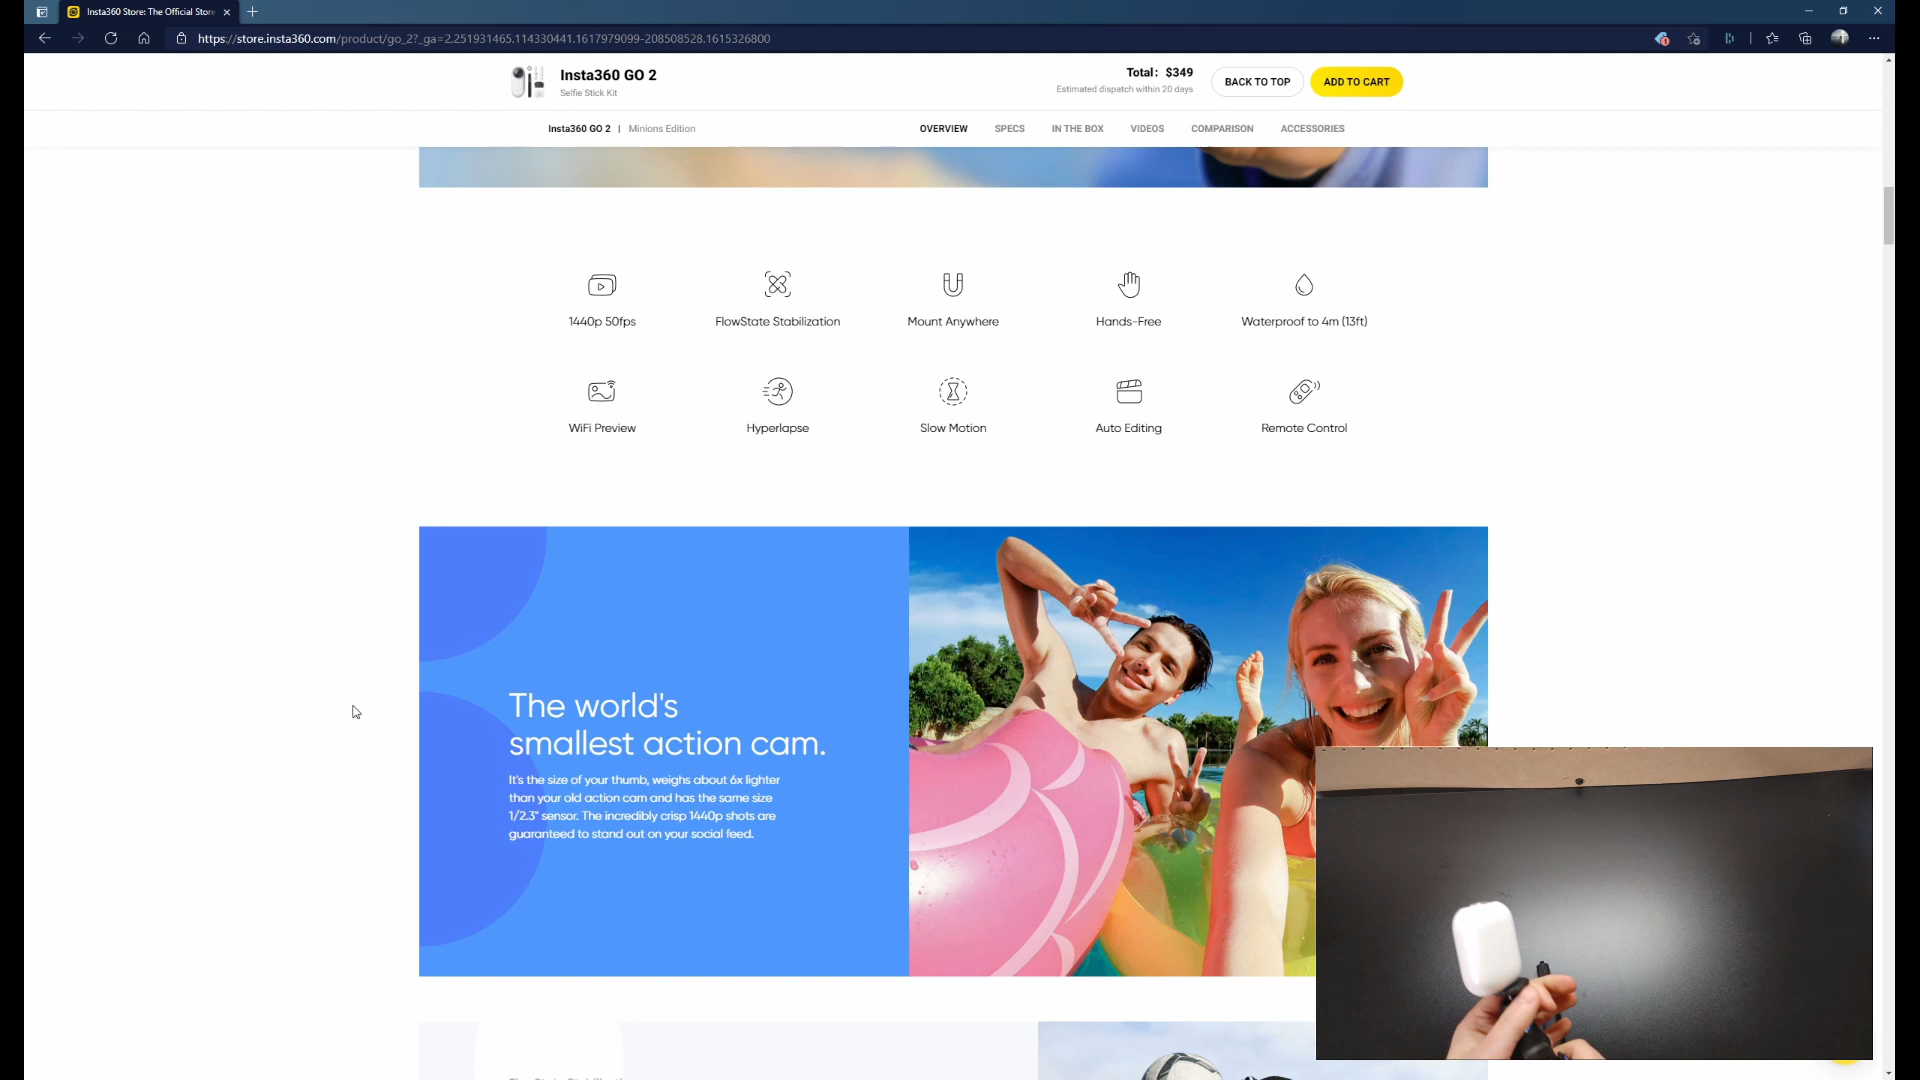 Insta360 Store: The Official Store
https://store.insta360.com/product/go_2?_ga=2.251931465.114330441.1617979099-208508528.1615326800
Insta360 GO 2
Selfie Stick Kit
Total: $349
Estimated dispatch within 20 days
BACK TO TOP
ADD TO CART
Insta360 GO 2 | Minions Edition
OVERVIEW
SPECS
IN THE BOX
VIDEOS
COMPARISON
ACCESSORIES
1440p 50fps
FlowState Stabilization
Mount Anywhere
Hands-Free
Waterproof to 4m (13ft)
WiFi Preview
Hyperlapse
Slow Motion
Auto Editing
Remote Control
The world's
smallest action cam.
It's the size of your thumb, weighs about 6x lighter
than your old action cam and has the same size
1/2.3" sensor. The incredibly crisp 1440p shots are
guaranteed to stand out on your social feed.